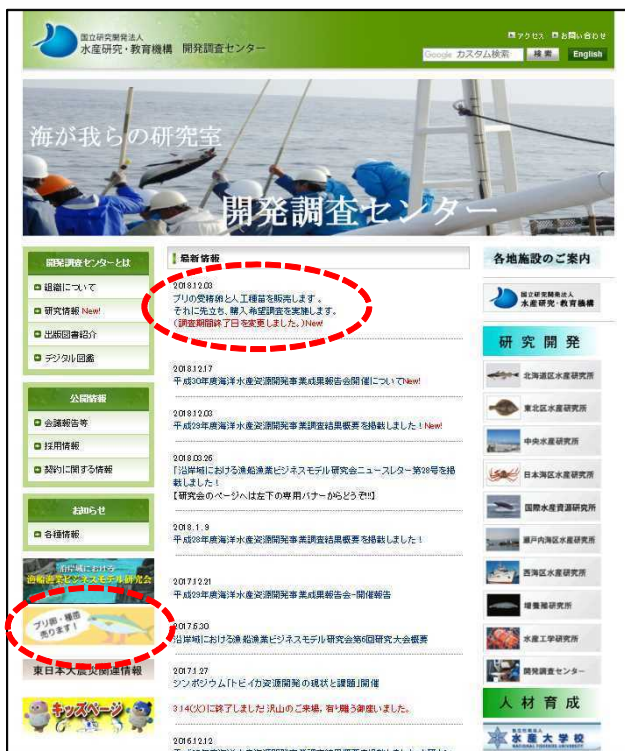 国立研究開発法人
水産研究・教育機構 開発調査センター
アクセス お問い合わせ
Google カスタム検索 検索 English
海が我らの研究室
開発調査センター
開発調査センターとは
組織について
研究情報 New!
出版図書紹介
デジタル図鑑
公開情報
会議報告等
採用情報
契約に関する情報
お知らせ
各種情報
沿岸域における
漁船漁業ビジネスモデル研究会
ブリ卵・種苗
売ります!
東日本大震災関連情報
キッズページ
最新情報
2018.12.03
ブリの受精卵と人工種苗を販売します。
それに先立ち、購入希望調査を実施します。
(調査期間終了日を変更しました。)New!
2018.12.17
平成30年度海洋水産資源開発事業成果報告会開催についてNew!
2018.12.03
平成29年度海洋水産資源開発事業調査結果概要を掲載しました!New!
2018.03.26
「沿岸域における漁船漁業ビジネスモデル研究会ニュースレター第28号を掲
載しました!
【研究会のページへは左下の専用バナーからどうぞ!!】
2018.1.9
平成28年度海洋水産資源開発事業調査結果概要を掲載しました!
2017.12.21
平成29年度海洋水産資源開発事業成果報告会-開催報告
2017.6.30
沿岸域における漁船漁業ビジネスモデル研究会第6回研究大会概要
2017.1.27
シンポジウム「トビイカ資源開発の現状と課題」開催
3.14(火)に終了しました 沢山のご来場、有り難う御座いました。
2016.12.12
各地施設のご案内
国立研究開発法人
水産研究・教育機構
研究開発
北海道区水産研究所
東北区水産研究所
中央水産研究所
日本海区水産研究所
国際水産資源研究所
瀬戸内海区水産研究所
西海区水産研究所
増養殖研究所
水産工学研究所
開発調査センター
人材育成
水産大学校
NATIONAL FISHERIES UNIVERSITY